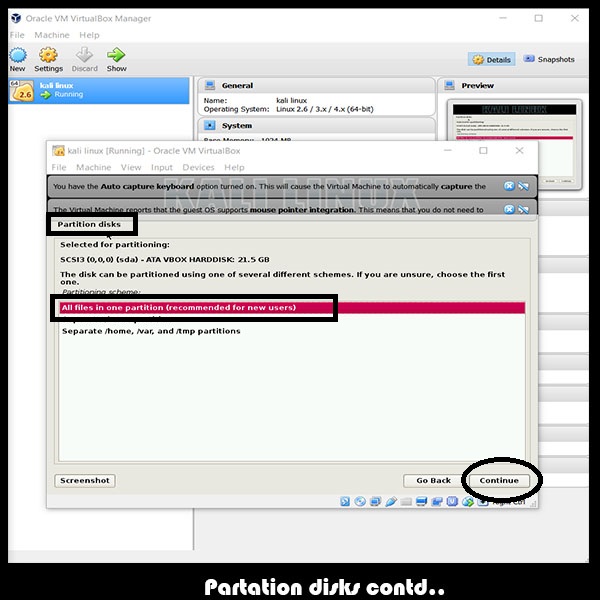 Oracle VM VirtualBox Manager
File Machine Help
New Settings Discard Show
Details Snapshots
64 2.6 kali linux
Running
General
Name: kali linux
Operating System: Linux 2.6 / 3.x / 4.x (64-bit)
System
Base Memory: 1024 MB
Preview
kali linux [Running] - Oracle VM VirtualBox
File Machine View Input Devices Help
You have the Auto capture keyboard option turned on. This will cause the Virtual Machine to automatically capture the
KALI LINUX
The Virtual Machine reports that the guest OS supports mouse pointer integration. This means that you do not need to
Partition disks
Selected for partitioning:
SCSI3 (0,0,0) (sda) - ATA VBOX HARDDISK: 21.5 GB
The disk can be partitioned using one of several different schemes. If you are unsure, choose the first
one.
Partitioning scheme:
All files in one partition (recommended for new users)
Separate /home, /var, and /tmp partitions
Screenshot Go Back Continue
Right Ctrl
Partation disks contd..